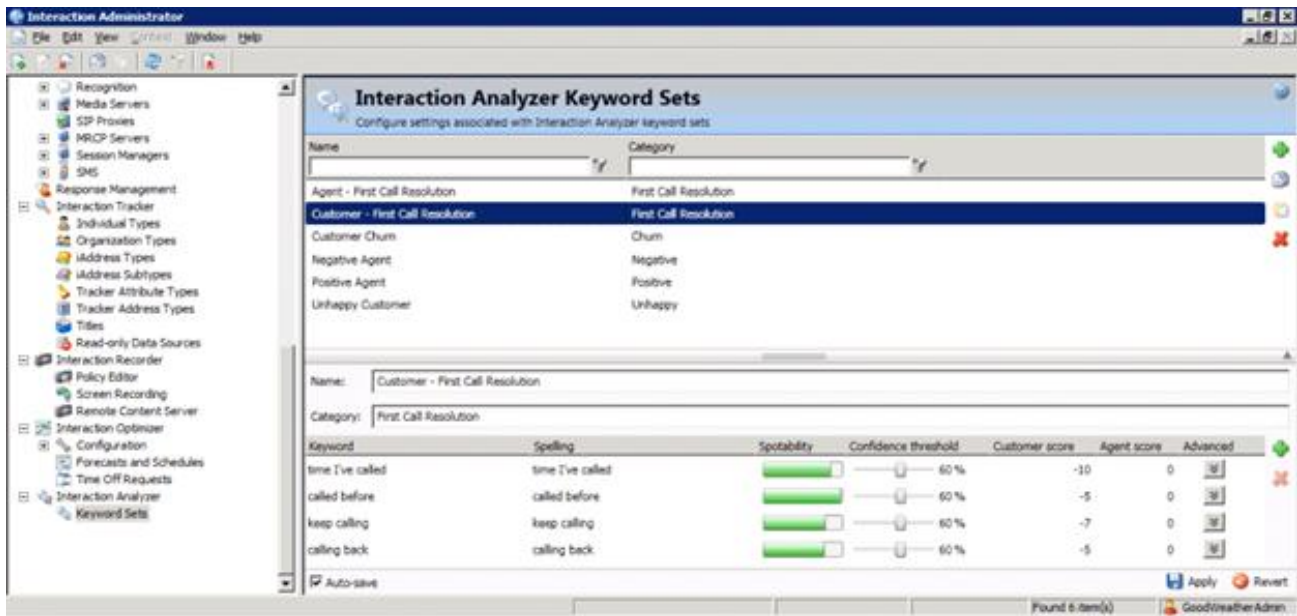 Interaction Administrator
File Edit View Context Window Help
Recognition
Media Servers
SIP Proxies
MRCP Servers
Session Managers
SMS
Response Management
Interaction Tracker
Individual Types
Organization Types
iAddress Types
iAddress Subtypes
Tracker Attribute Types
Tracker Address Types
Titles
Read-only Data Sources
Interaction Recorder
Policy Editor
Screen Recording
Remote Content Server
Interaction Optimizer
Configuration
Forecasts and Schedules
Time Off Requests
Interaction Analyzer
Keyword Sets
Interaction Analyzer Keyword Sets
Configure settings associated with Interaction Analyzer keyword sets
Name Category
Agent - First Call Resolution First Call Resolution
Customer - First Call Resolution First Call Resolution
Customer Churn Churn
Negative Agent Negative
Positive Agent Positive
Unhappy Customer Unhappy
Name: Customer - First Call Resolution
Category: First Call Resolution
Keyword Spelling Spotability Confidence threshold Customer score Agent score Advanced
time I've called time I've called 60 % -10 0
called before called before 60 % -5 0
keep calling keep calling 60 % -7 0
calling back calling back 60 % -5 0
Auto-save Apply Revert
Found 6 item(s) GoodWeatherAdmin